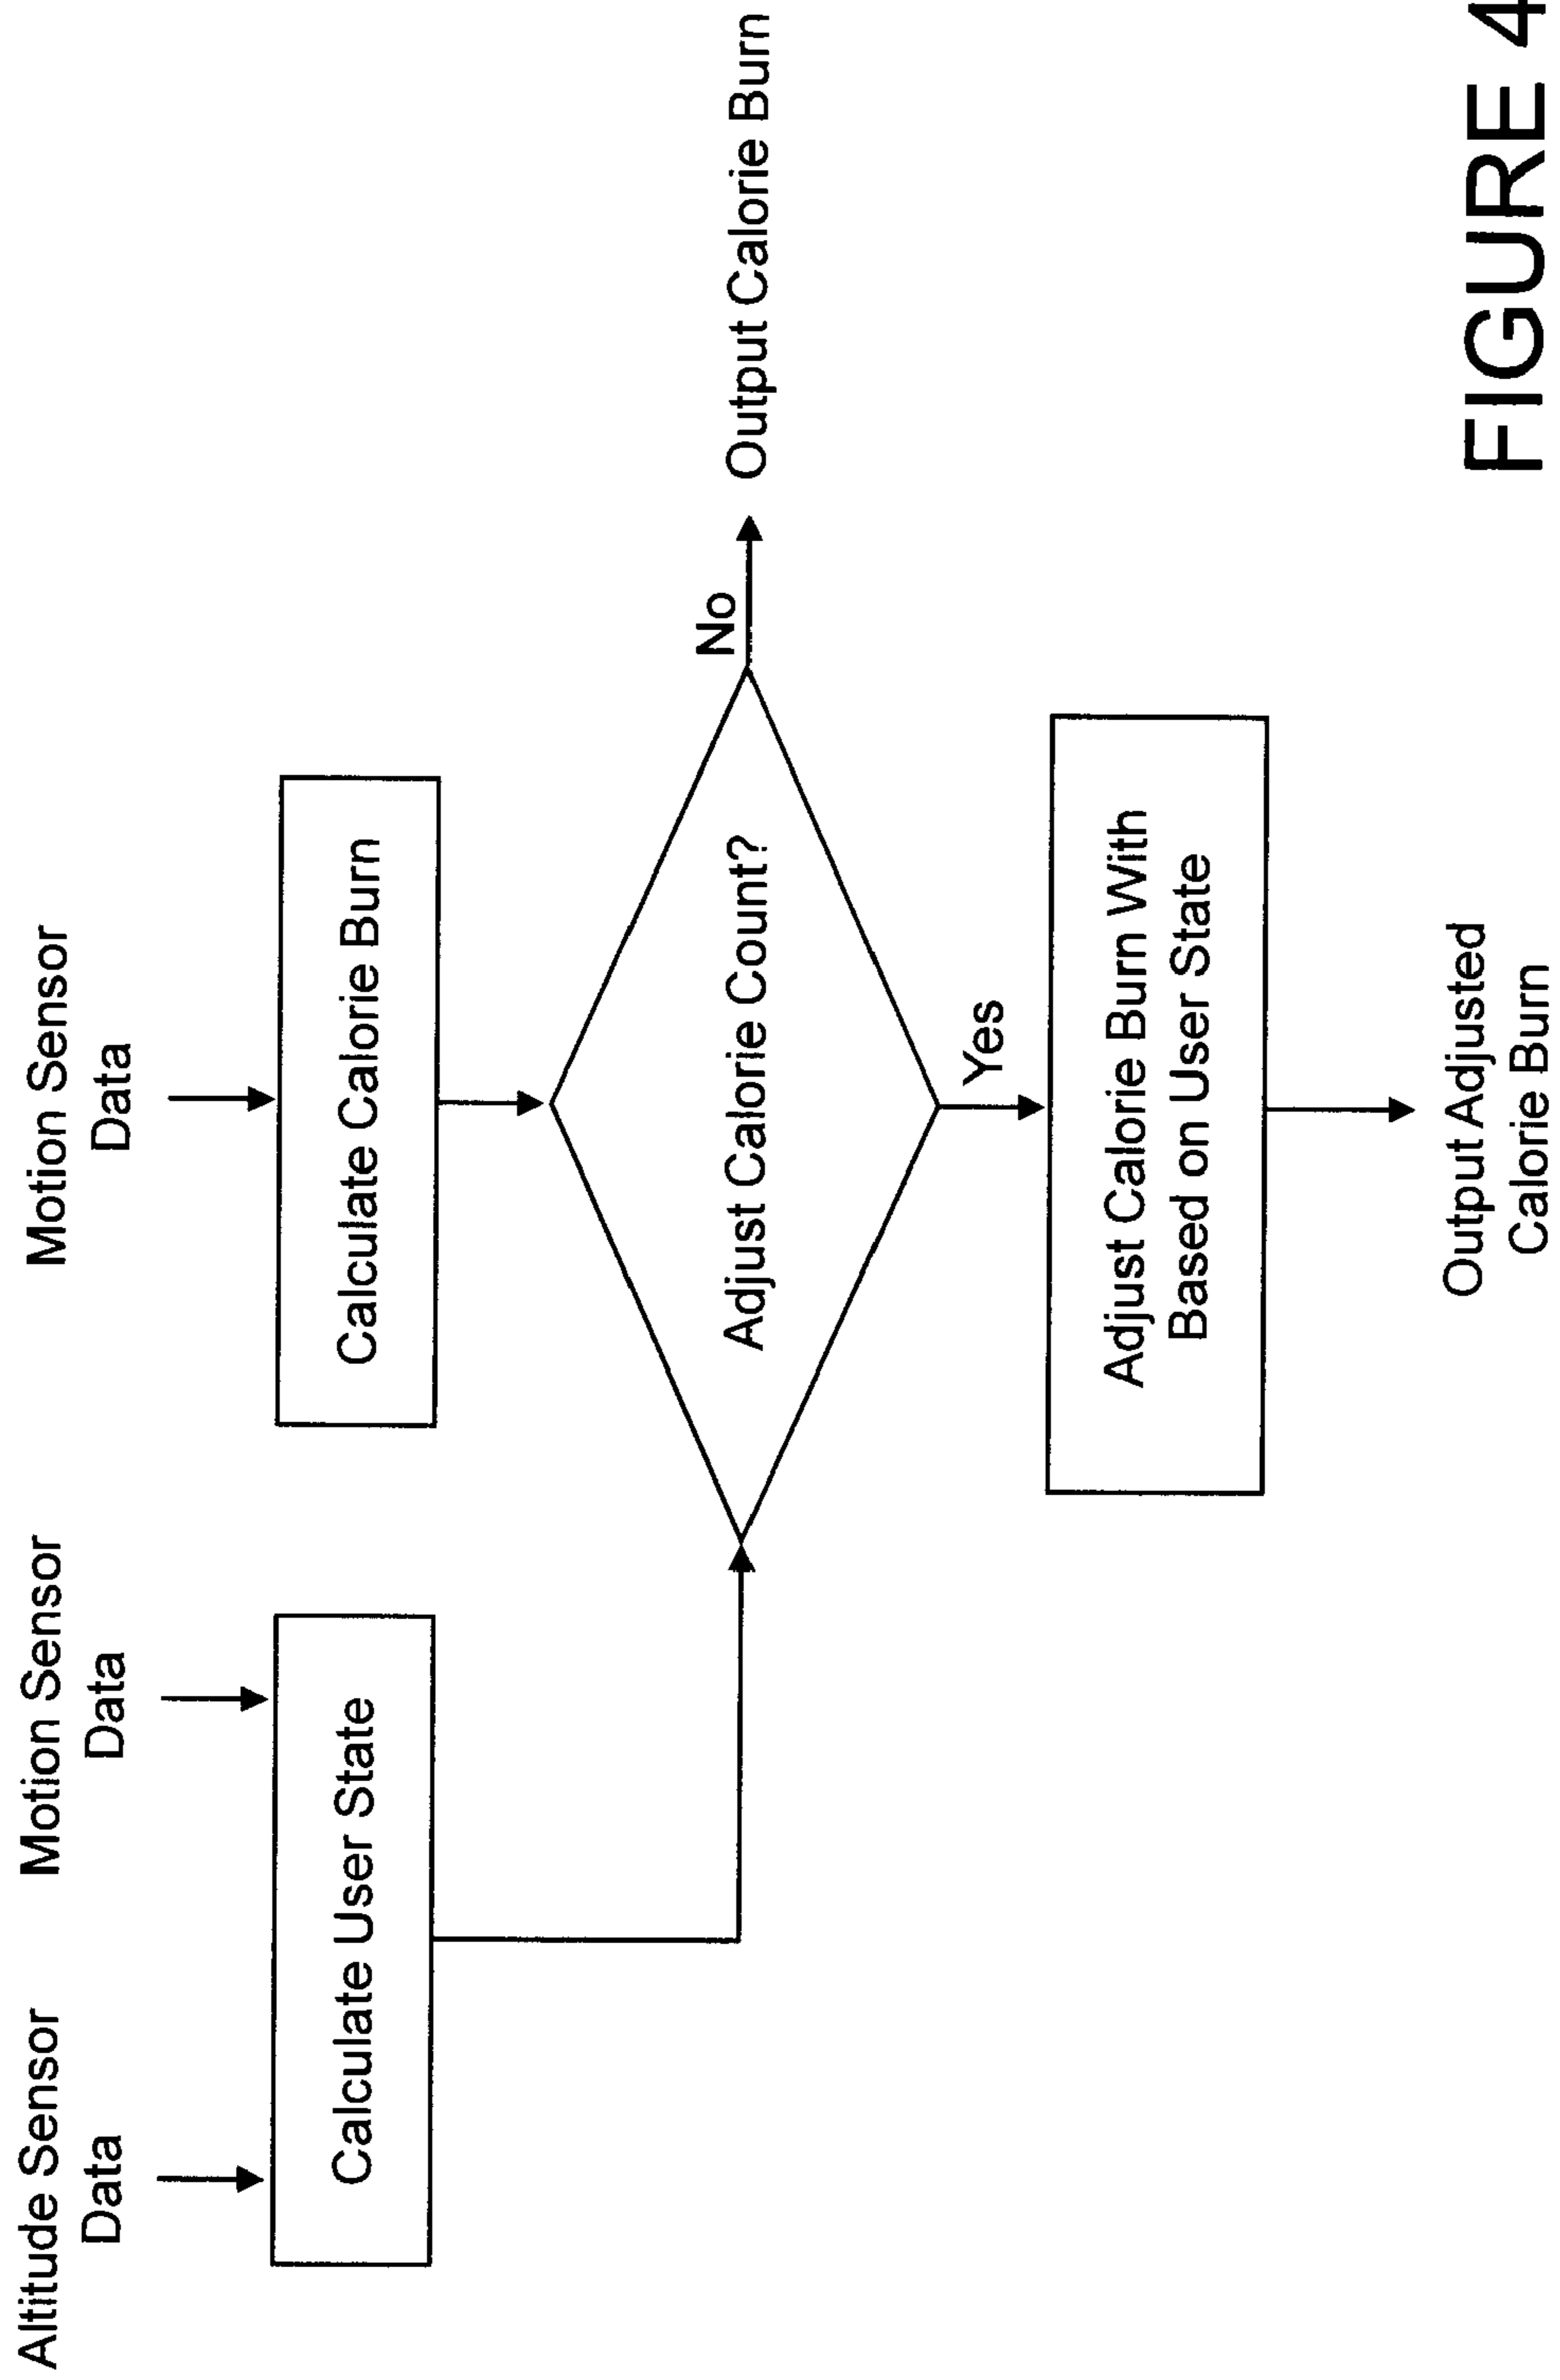 Altitude Sensor
Data
Motion Sensor
Data
Motion Sensor
Data
Calculate User State
Calculate Calorie Burn
Adjust Calorie Count?
No
Output Calorie Burn
Yes
Adjust Calorie Burn With
Based on User State
Output Adjusted
Calorie Burn
FIGURE 4